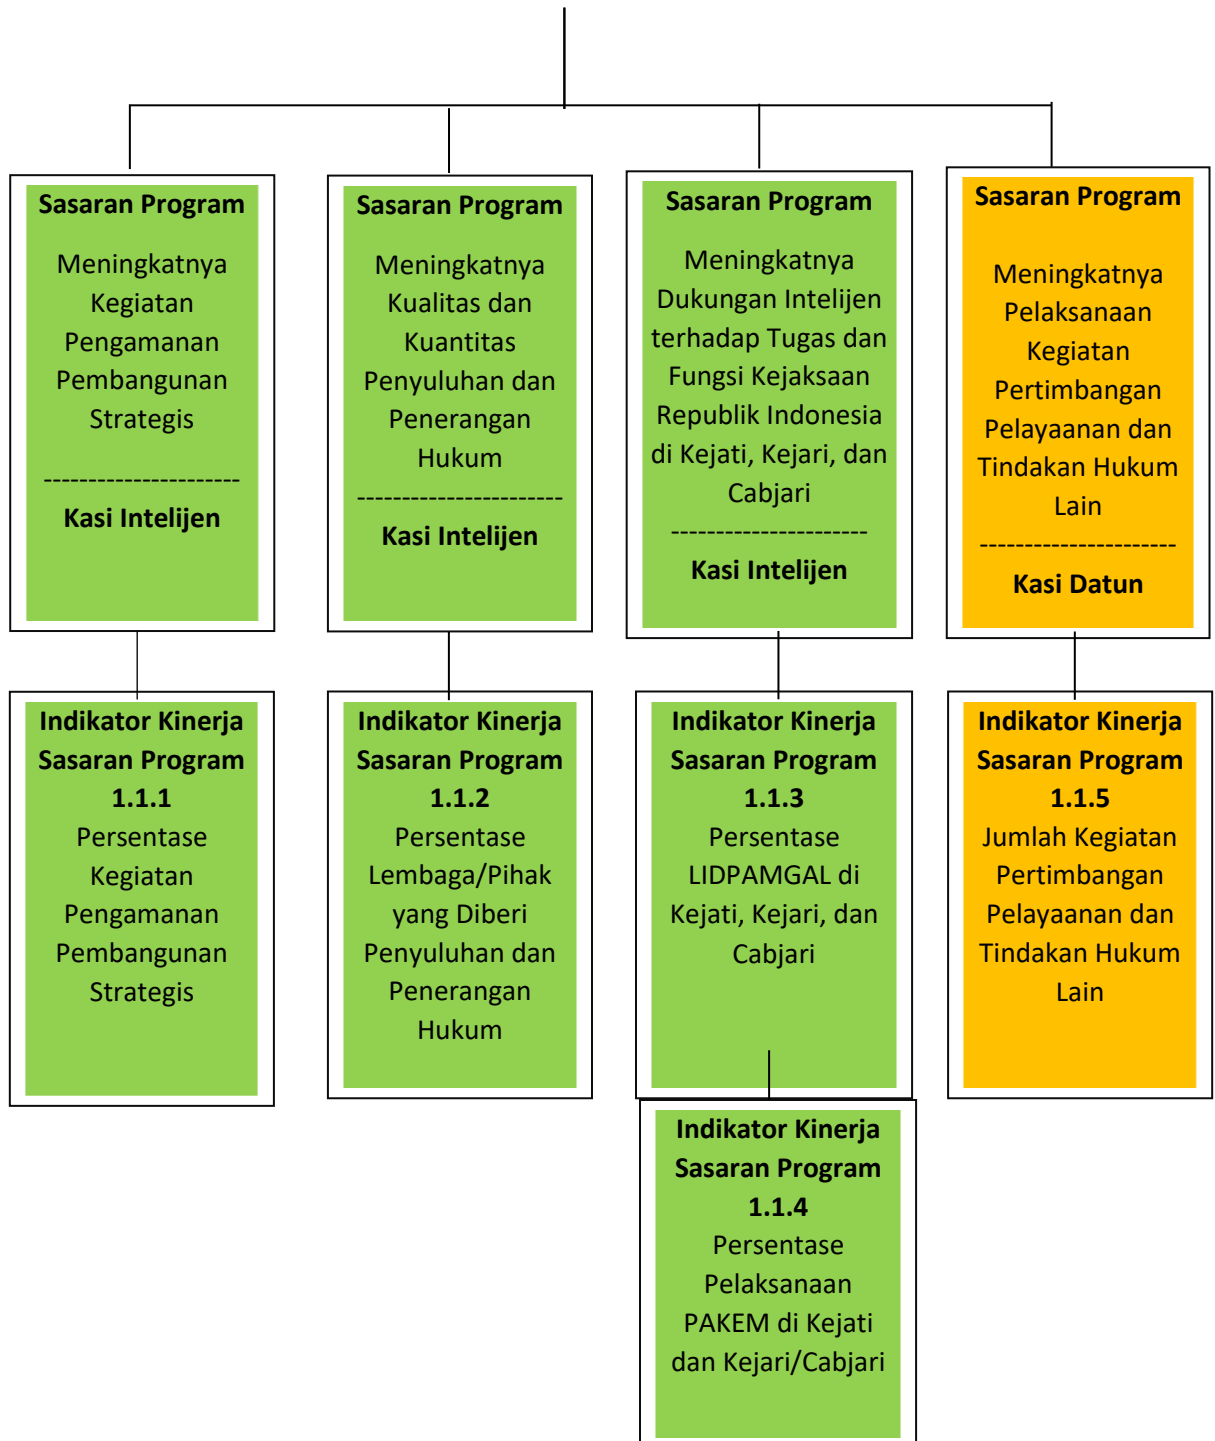 Sasaran Program
Meningkatnya
Kegiatan
Pengamanan
Pembangunan
Strategis
----------------------
Kasi Intelijen
Sasaran Program
Meningkatnya
Kualitas dan
Kuantitas
Penyuluhan dan
Penerangan
Hukum
-----------------------
Kasi Intelijen
Sasaran Program
Meningkatnya
Dukungan Intelijen
terhadap Tugas dan
Fungsi Kejaksaan
Republik Indonesia
di Kejati, Kejari, dan
Cabjari
----------------------
Kasi Intelijen
Sasaran Program
Meningkatnya
Pelaksanaan
Kegiatan
Pertimbangan
Pelayaanan dan
Tindakan Hukum
Lain
----------------------
Kasi Datun
Indikator Kinerja
Sasaran Program
1.1.1
Persentase
Kegiatan
Pengamanan
Pembangunan
Strategis
Indikator Kinerja
Sasaran Program
1.1.2
Persentase
Lembaga/Pihak
yang Diberi
Penyuluhan dan
Penerangan
Hukum
Indikator Kinerja
Sasaran Program
1.1.3
Persentase
LIDPAMGAL di
Kejati, Kejari, dan
Cabjari
Indikator Kinerja
Sasaran Program
1.1.5
Jumlah Kegiatan
Pertimbangan
Pelayaanan dan
Tindakan Hukum
Lain
Indikator Kinerja
Sasaran Program
1.1.4
Persentase
Pelaksanaan
PAKEM di Kejati
dan Kejari/Cabjari